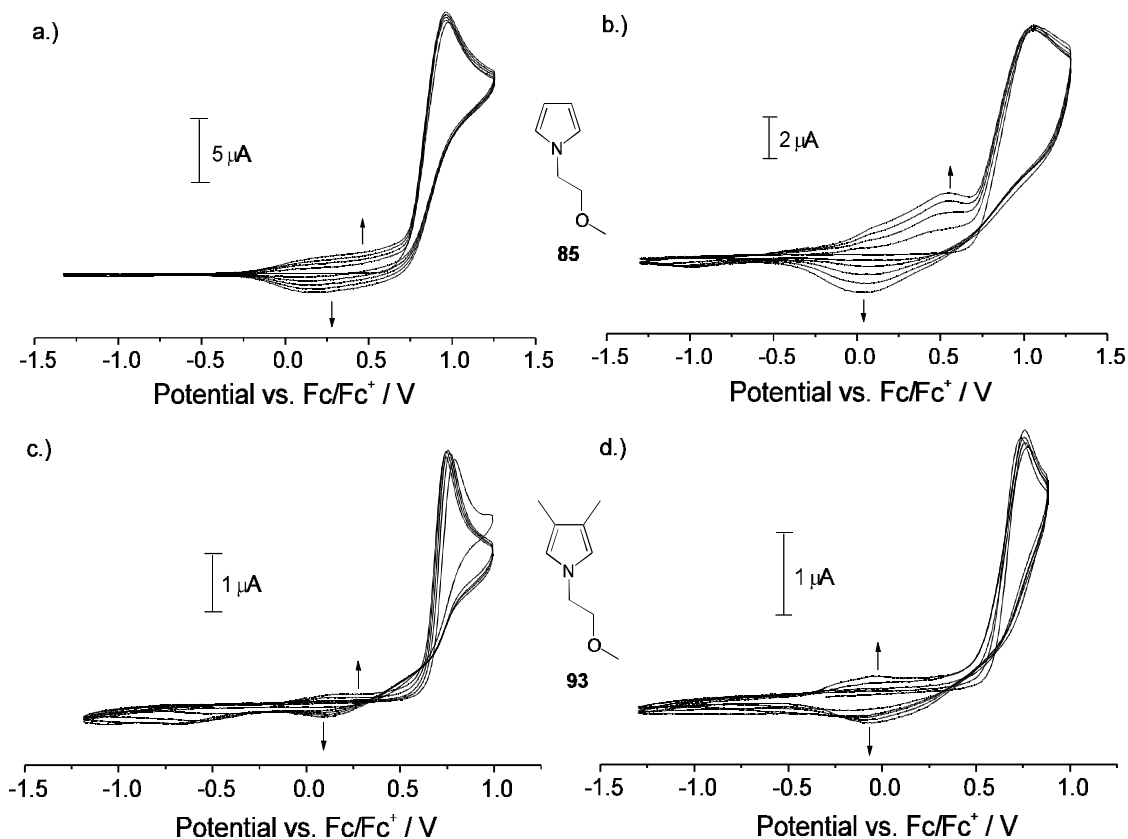 a.)
5 μA
-1.5 -1.0 -0.5 0.0 0.5 1.0 1.5
Potential vs. Fc/Fc⁺ / V
N
O
85
b.)
2 μA
-1.5 -1.0 -0.5 0.0 0.5 1.0 1.5
Potential vs. Fc/Fc⁺ / V
c.)
1 μA
-1.5 -1.0 -0.5 0.0 0.5 1.0
Potential vs. Fc/Fc⁺ / V
N
O
93
d.)
1 μA
-1.5 -1.0 -0.5 0.0 0.5 1.0
Potential vs. Fc/Fc⁺ / V